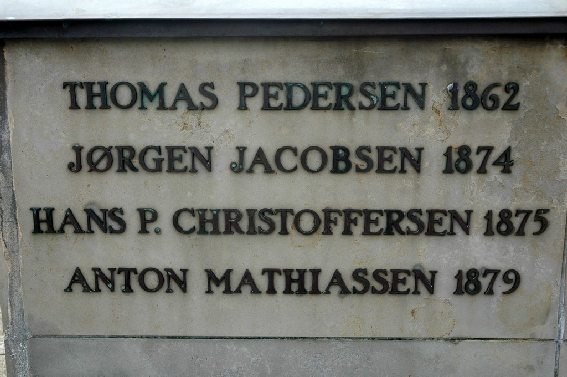 THOMAS PEDERSEN 1862
JØRGEN JACOBSEN 1874
HANS P. CHRISTOFFERSEN 1875
ANTON MATHIASSEN 1879